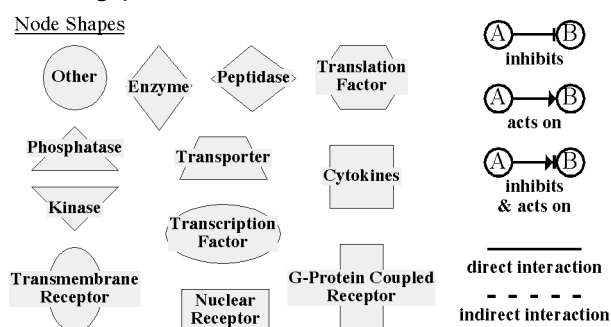 Node Shapes
Other
Enzyme
Peptidase
Translation
Factor
Phosphatase
Transporter
Cytokines
Kinase
Transcription
Factor
Transmembrane
Receptor
Nuclear
Receptor
G-Protein Coupled
Receptor
A B
inhibits
A B
acts on
A B
inhibits
& acts on
direct interaction
indirect interaction